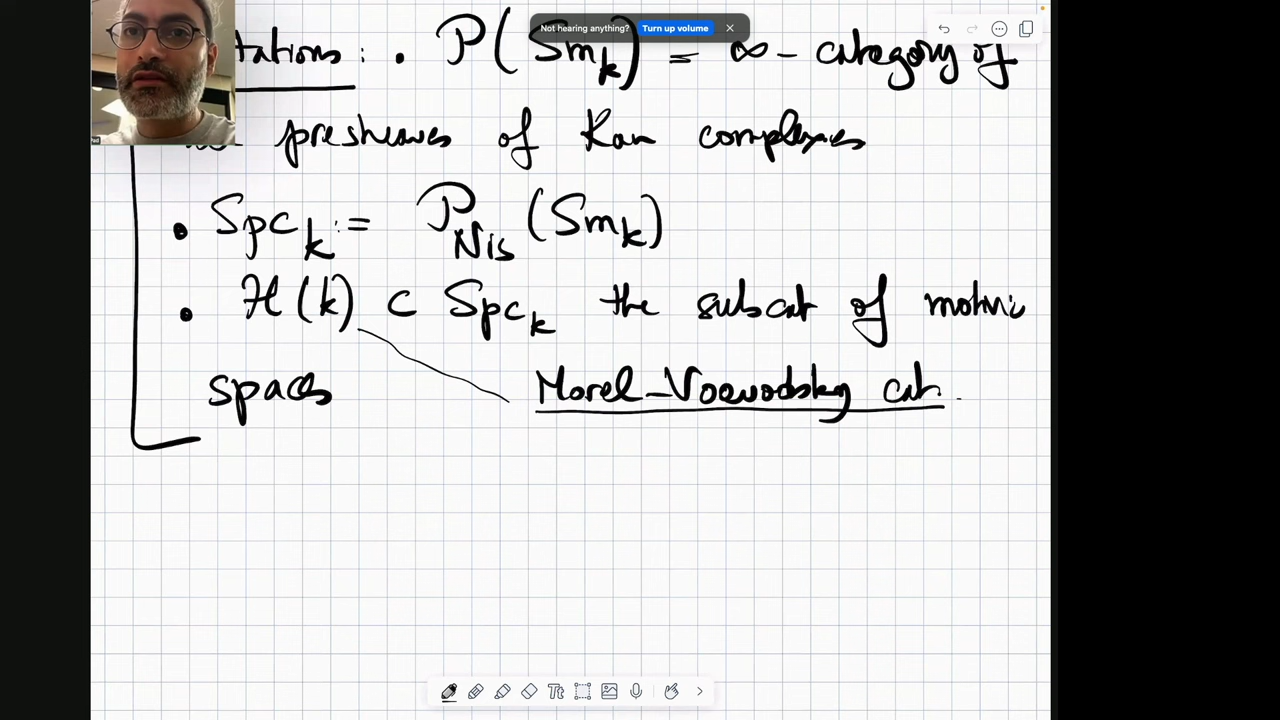 Not hearing anything? Turn up volume
tations : • P(Sm_k) = ∞-category of
presheaves of Kan complexes
• Spc_k := P_Nis(Sm_k)
• H(k) ⊂ Spc_k the subcat of motivic
spaces Morel-Voevodsky cat.
Tt